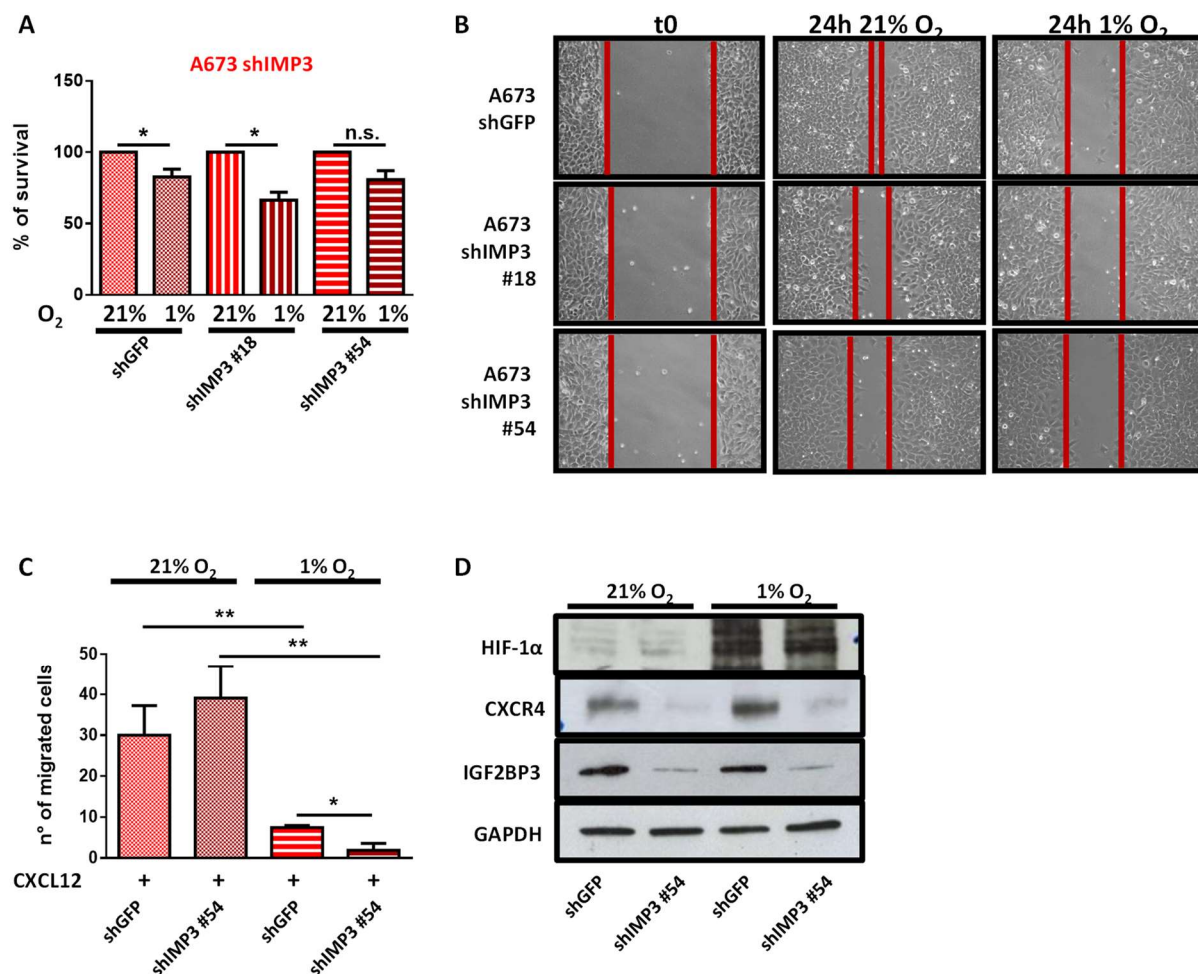 A
A673 shIMP3
% of survival
150
100
50
0
*
*
n.s.
O₂ 21% 1% 21% 1% 21% 1%
shGFP
shIMP3 #18
shIMP3 #54
B
t0
24h 21% O₂
24h 1% O₂
A673
shGFP
A673
shIMP3
#18
A673
shIMP3
#54
C
21% O₂ 1% O₂
**
**
*
n° of migrated cells
50
40
30
20
10
0
CXCL12 + + + +
shGFP
shIMP3 #54
shGFP
shIMP3 #54
D
21% O₂ 1% O₂
HIF-1α
CXCR4
IGF2BP3
GAPDH
shGFP
shIMP3 #54
shGFP
shIMP3 #54